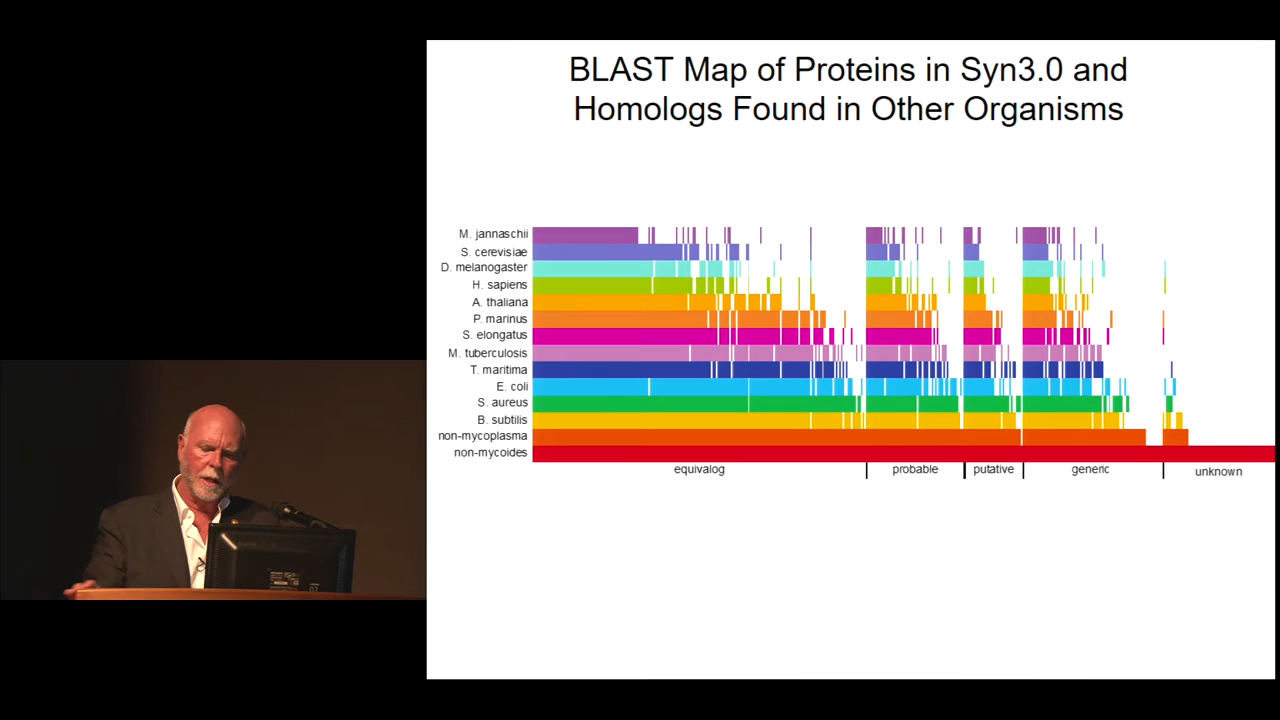 BLAST Map of Proteins in Syn3.0 and
Homologs Found in Other Organisms
M. jannaschii
S. cerevisiae
D. melanogaster
H. sapiens
A. thaliana
P. marinus
S. elongatus
M. tuberculosis
T. maritima
E. coli
S. aureus
B. subtilis
non-mycoplasma
non-mycoides
equivalog
probable
putative
generic
unknown